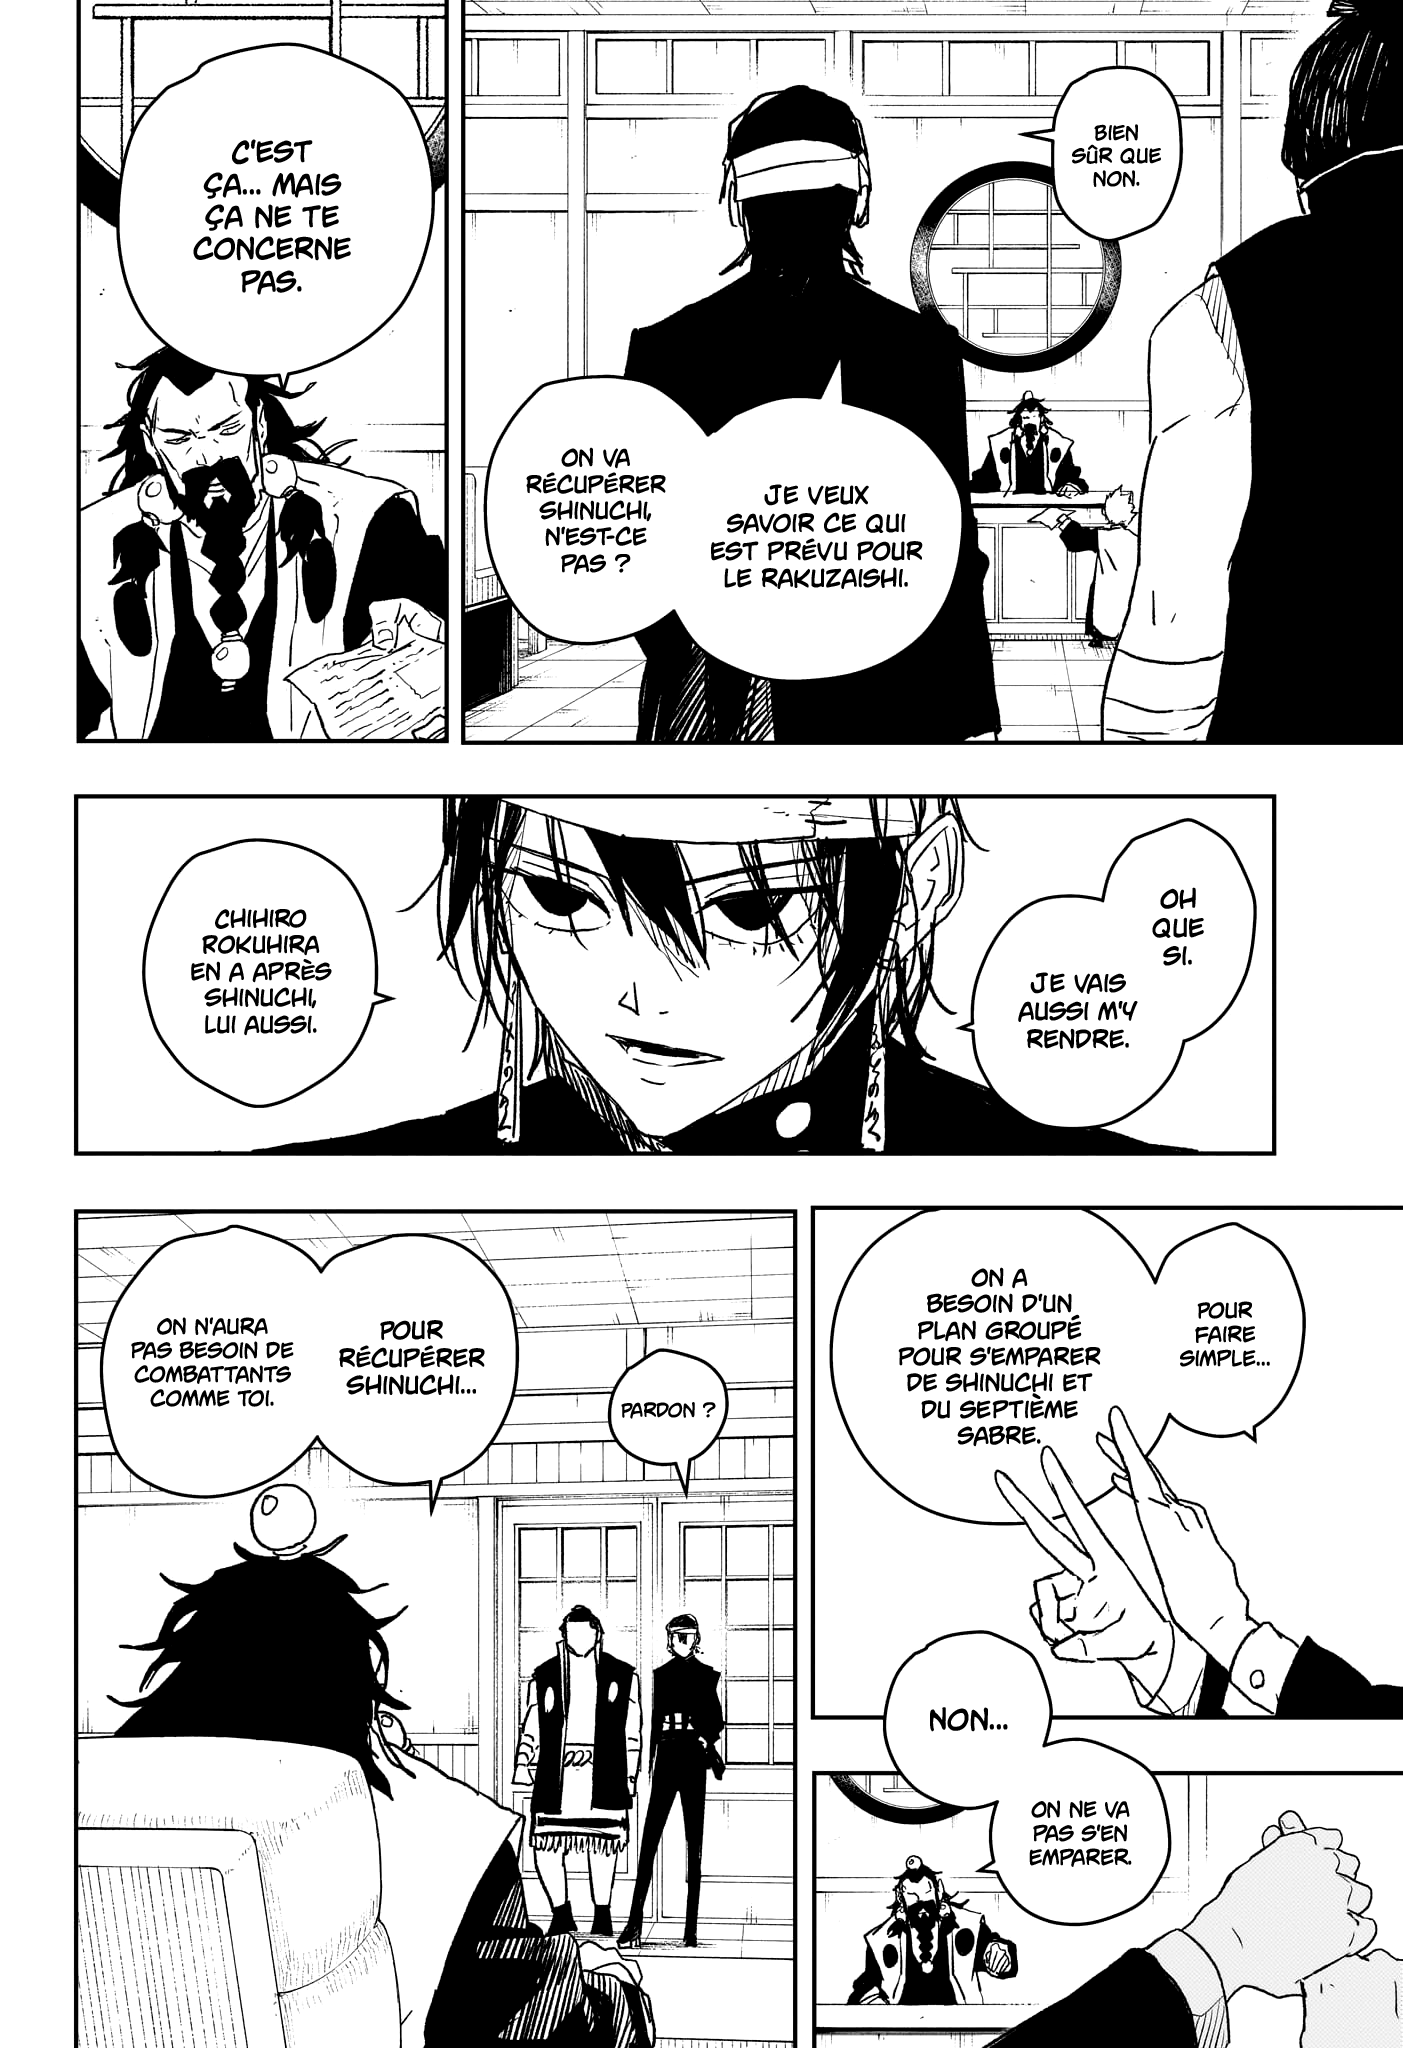 BIEN
SÛR QUE
NON.
JE VEUX
SAVOIR CE QUI
EST PRÉVU POUR
LE RAKUZAISHI.
ON VA
RÉCUPÉRER
SHINUCHI,
N'EST-CE
PAS ?
C'EST
ÇA... MAIS
ÇA NE TE
CONCERNE
PAS.
OH
QUE
SI.
JE VAIS
AUSSI M'Y
RENDRE.
CHIHIRO
ROKUHIRA
EN A APRÈS
SHINUCHI,
LUI AUSSI.
POUR
FAIRE
SIMPLE...
ON A
BESOIN D'UN
PLAN GROUPÉ
POUR S'EMPARER
DE SHINUCHI ET
DU SEPTIÈME
SABRE.
NON...
ON NE VA
PAS S'EN
EMPARER.
PARDON ?
POUR
RÉCUPÉRER
SHINUCHI...
ON N'AURA
PAS BESOIN DE
COMBATTANTS
COMME TOI.